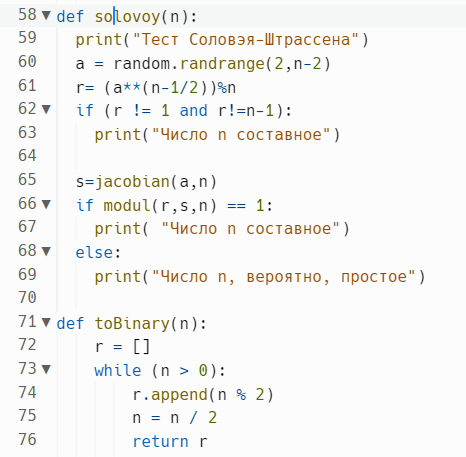 58 ▼ def solovoy(n):
59 print("Тест Соловэя-Штрассена")
60 a = random.randrange(2,n-2)
61 r= (a**(n-1/2))%n
62 ▼ if (r != 1 and r!=n-1):
63 print("Число n составное")
64
65 s=jacobian(a,n)
66 ▼ if modul(r,s,n) == 1:
67 print( "Число n составное")
68 ▼ else:
69 print("Число n, вероятно, простое")
70
71 ▼ def toBinary(n):
72 r = []
73 ▼ while (n > 0):
74 r.append(n % 2)
75 n = n / 2
76 return r